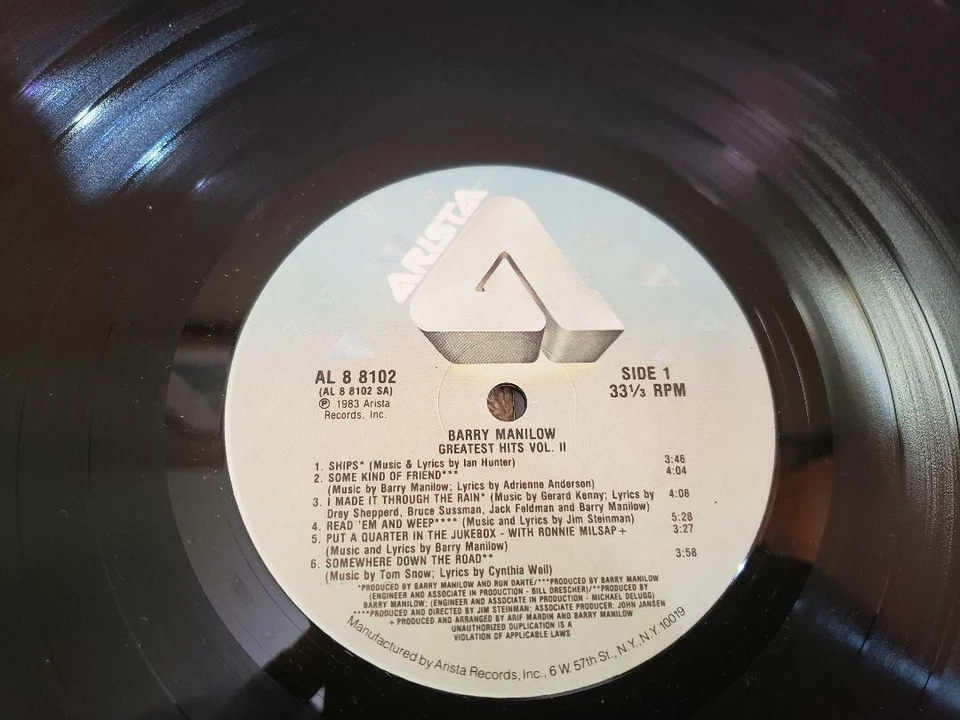 ARISTA
AL 8 8102
(AL 8 8102 SA)
℗ 1983 Arista
Records, Inc.
SIDE 1
33⅓ RPM
BARRY MANILOW
GREATEST HITS VOL. II
1. SHIPS* (Music & Lyrics by Ian Hunter) 3:46
2. SOME KIND OF FRIEND*** 4:04
(Music by Barry Manilow; Lyrics by Adrienne Anderson)
3. I MADE IT THROUGH THE RAIN* (Music by Gerard Kenny; Lyrics by 4:08
Drey Shepperd, Bruce Sussman, Jack Feldman and Barry Manilow)
4. READ 'EM AND WEEP**** (Music and Lyrics by Jim Steinman) 5:28
5. PUT A QUARTER IN THE JUKEBOX - WITH RONNIE MILSAP+ 3:27
(Music and Lyrics by Barry Manilow)
6. SOMEWHERE DOWN THE ROAD** 3:58
(Music by Tom Snow; Lyrics by Cynthia Weil)
*PRODUCED BY BARRY MANILOW AND RON DANTE/***PRODUCED BY BARRY MANILOW
(ENGINEER AND ASSOCIATE IN PRODUCTION - BILL DRESCHER)/**PRODUCED BY
BARRY MANILOW; (ENGINEER AND ASSOCIATE IN PRODUCTION - MICHAEL DELUGG)
****PRODUCED AND DIRECTED BY JIM STEINMAN; ASSOCIATE PRODUCER: JOHN JANSEN
+ PRODUCED AND ARRANGED BY ARIF MARDIN AND BARRY MANILOW
UNAUTHORIZED DUPLICATION IS A
VIOLATION OF APPLICABLE LAWS
Manufactured by Arista Records, Inc., 6 W. 57th St., N.Y., N.Y. 10019